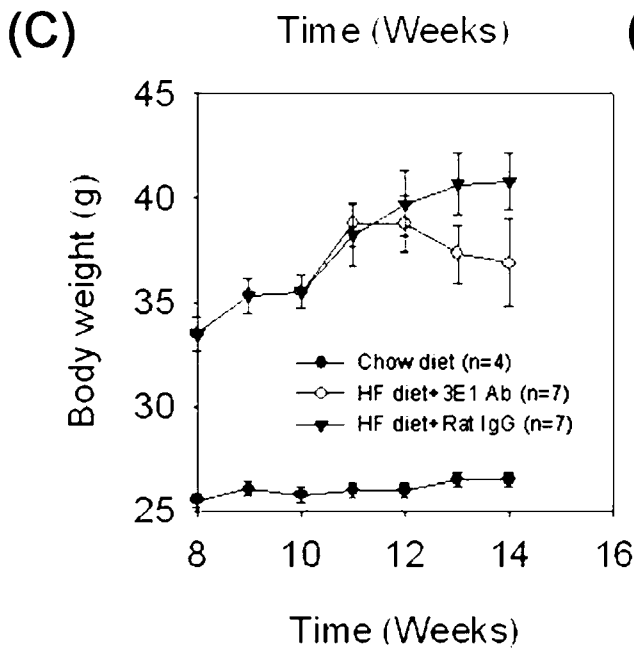 (C)
Time (Weeks)
(
45
40
35
30
25
Body weight (g)
Chow diet (n=4)
HF diet+ 3E1 Ab (n=7)
HF diet+Rat IgG (n=7)
8 10 12 14 16
Time (Weeks)